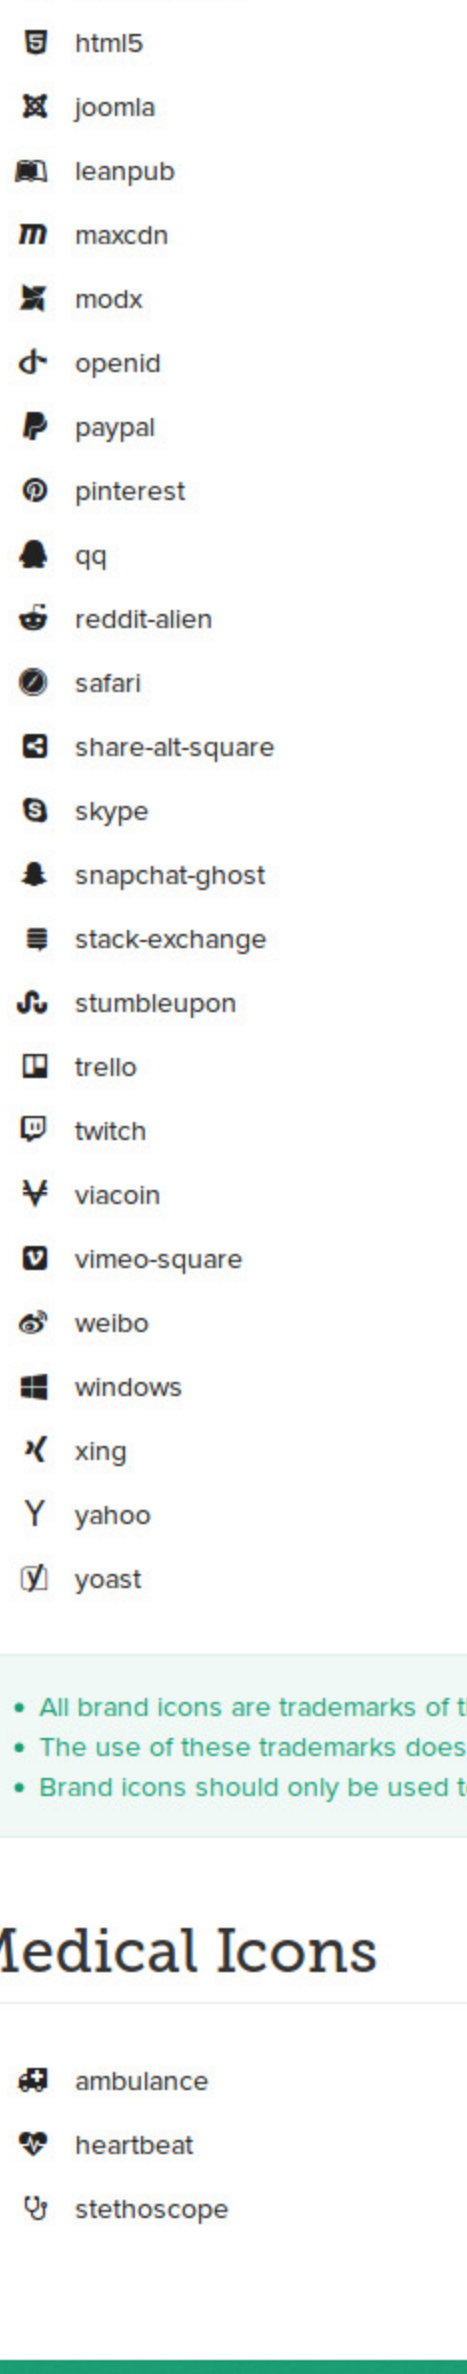 html5
joomla
leanpub
maxcdn
modx
openid
paypal
pinterest
qq
reddit-alien
safari
share-alt-square
skype
snapchat-ghost
stack-exchange
stumbleupon
trello
twitch
viacoin
vimeo-square
weibo
windows
xing
yahoo
yoast
All brand icons are trademarks of
The use of these trademarks does
Brand icons should only be used
Medical Icons
ambulance
heartbeat
stethoscope